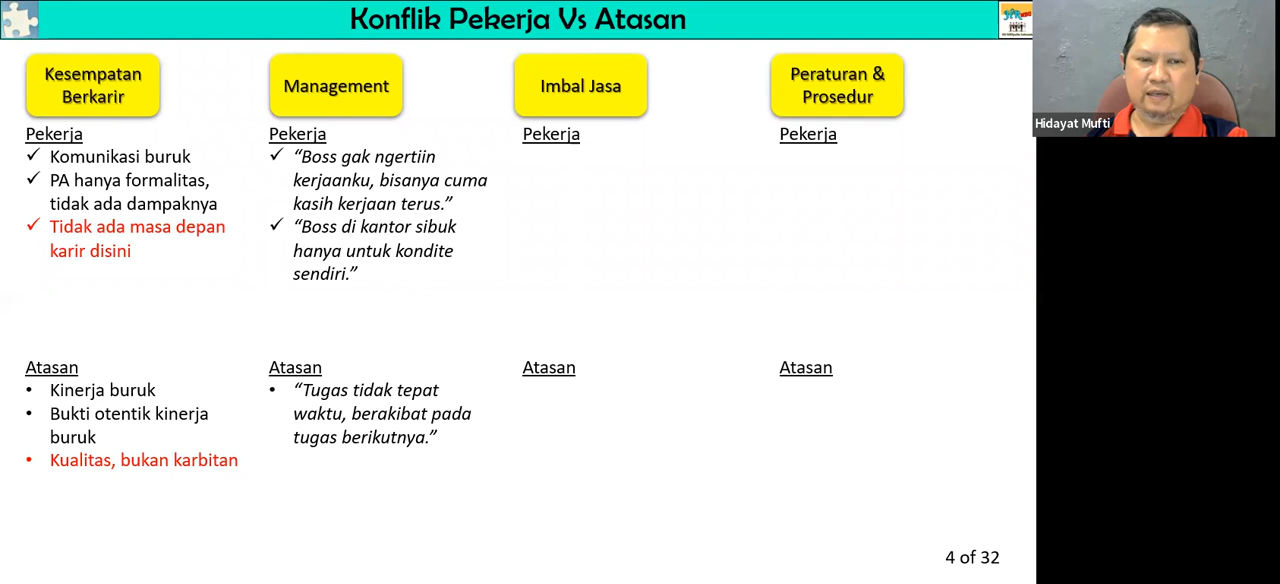 Konflik Pekerja Vs Atasan
Hidayat Mufti
Kesempatan
Berkarir
Pekerja
Komunikasi buruk
PA hanya formalitas,
tidak ada dampaknya
Tidak ada masa depan
karir disini
Atasan
Kinerja buruk
Bukti otentik kinerja
buruk
Kualitas, bukan karbitan
Management
Pekerja
“Boss gak ngertiin
kerjaanku, bisanya cuma
kasih kerjaan terus.”
“Boss di kantor sibuk
hanya untuk kondite
sendiri.”
Atasan
“Tugas tidak tepat
waktu, berakibat pada
tugas berikutnya.”
Imbal Jasa
Pekerja
Atasan
Peraturan &
Prosedur
Pekerja
Atasan
4 of 32